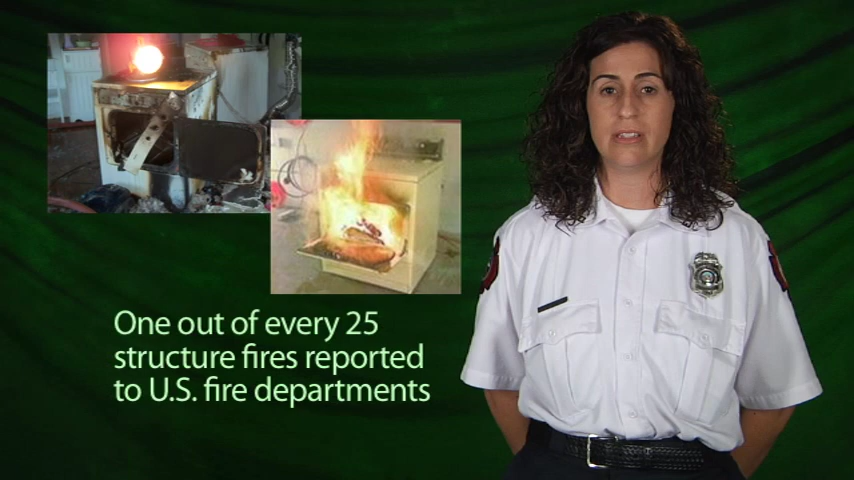 One out of every 25
structure fires reported
to U.S. fire departments